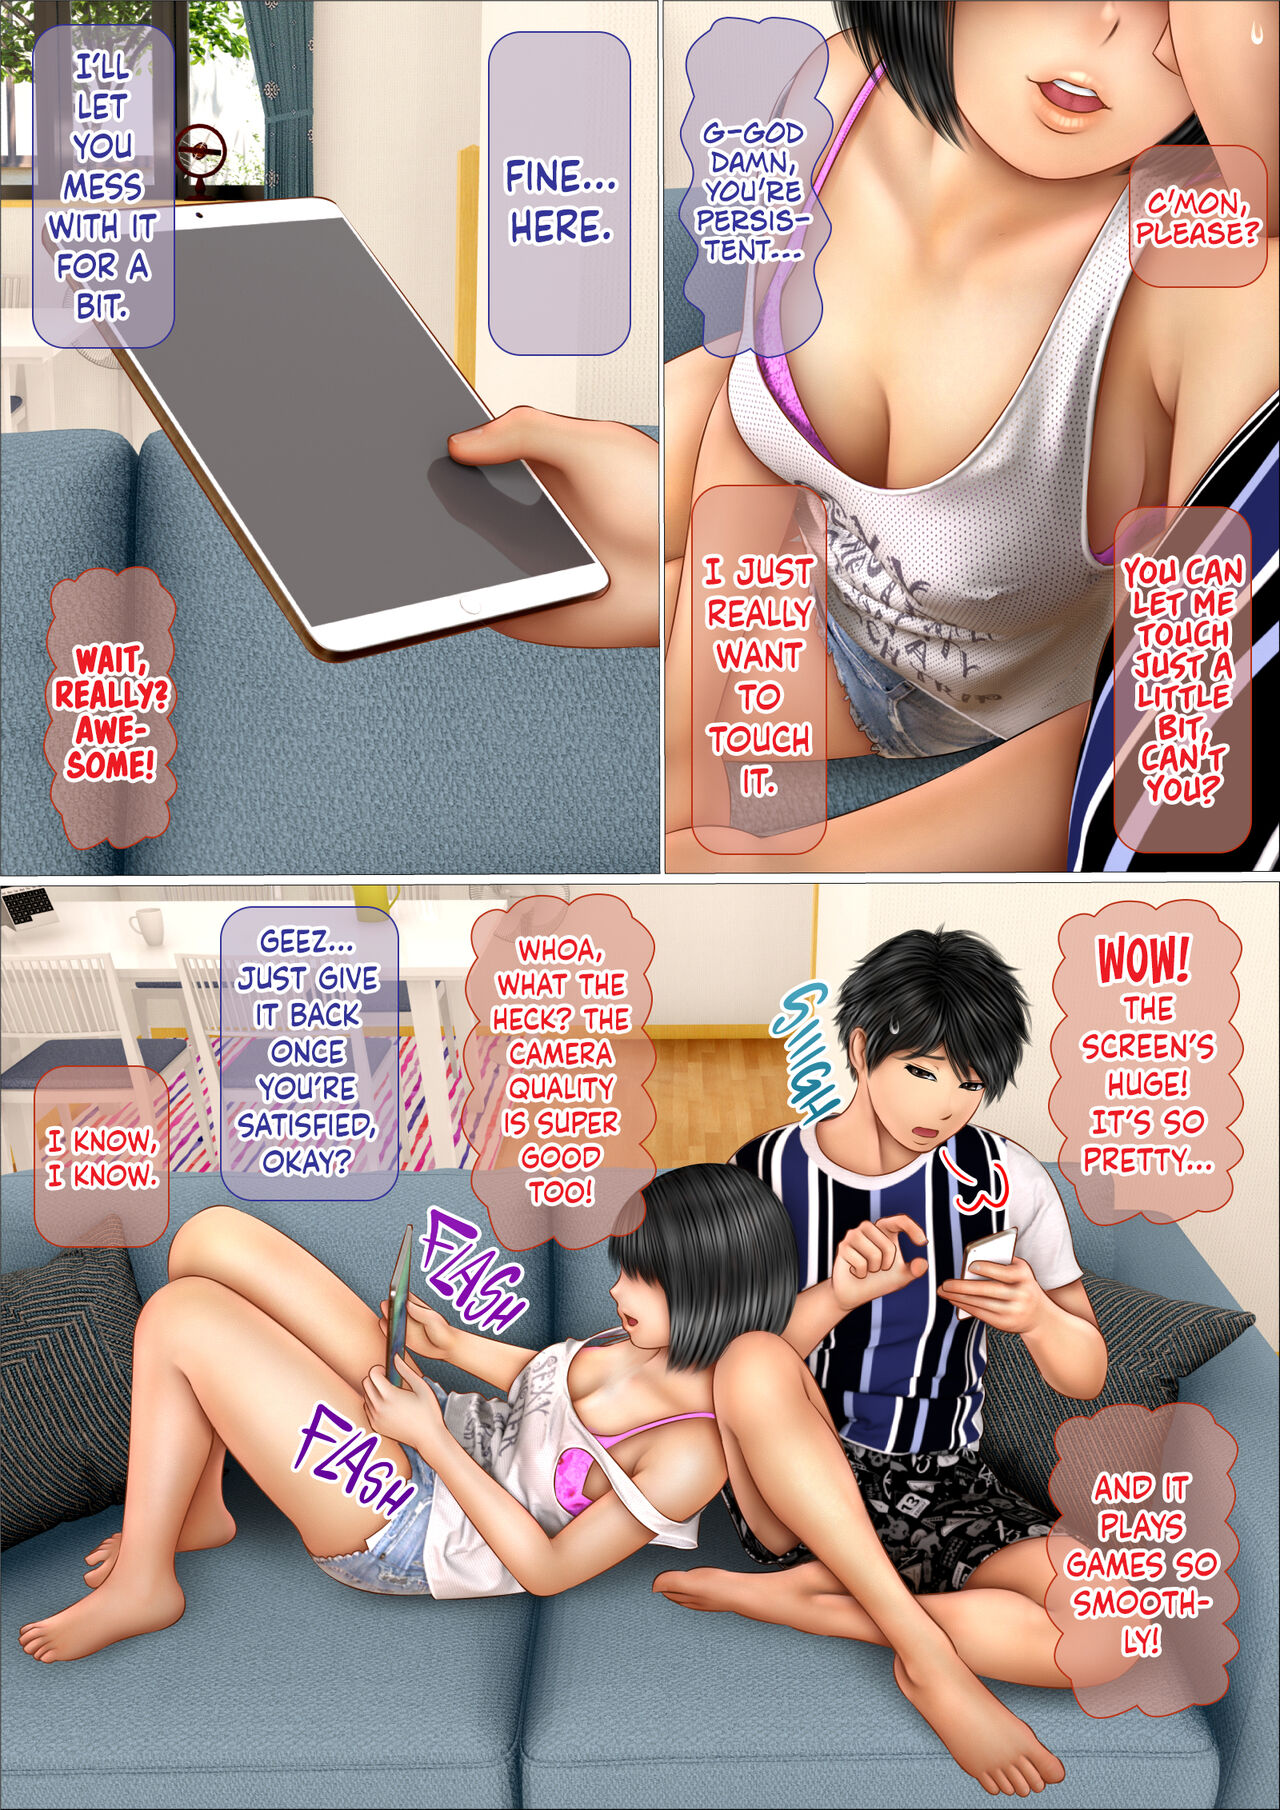 C'MON,
PLEASE?
G-GOD
DAMN,
YOU'RE
PERSIS-
TENT...
YOU CAN
LET ME
TOUCH
JUST A
LITTLE
BIT,
CAN'T
YOU?
I JUST
REALLY
WANT
TO
TOUCH
IT.
FINE...
HERE.
I'LL
LET
YOU
MESS
WITH IT
FOR A
BIT.
WAIT,
REALLY?
AWE-
SOME!
WOW!
THE
SCREEN'S
HUGE!
IT'S SO
PRETTY...
SIIIGH
WHOA,
WHAT THE
HECK? THE
CAMERA
QUALITY
IS SUPER
GOOD
TOO!
GEEZ...
JUST GIVE
IT BACK
ONCE
YOU'RE
SATISFIED,
OKAY?
I KNOW,
I KNOW.
FLASH
FLASH
SEXY
AND IT
PLAYS
GAMES SO
SMOOTH-
LY!